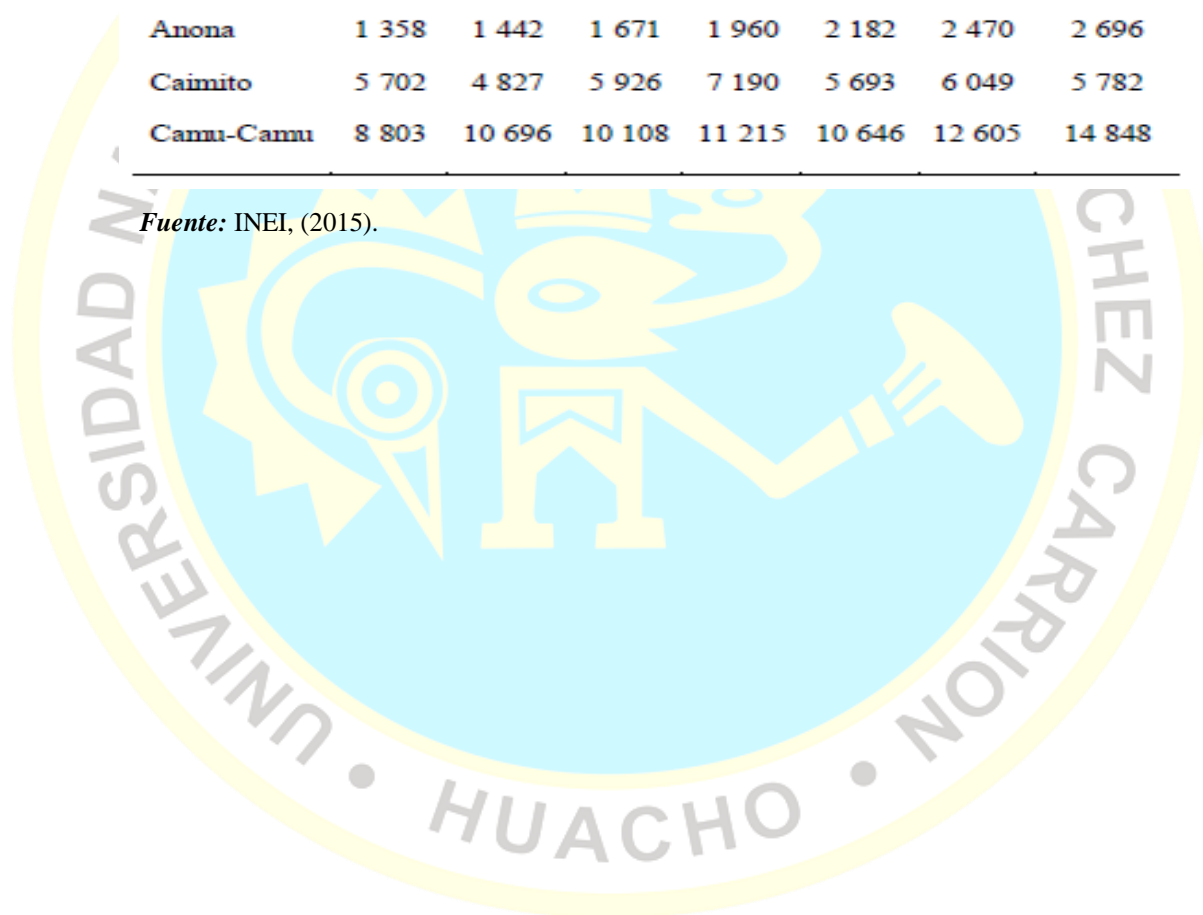 Anona 1 358 1 442 1 671 1 960 2 182 2 470 2 696
Caimito 5 702 4 827 5 926 7 190 5 693 6 049 5 782
Camu-Camu 8 803 10 696 10 108 11 215 10 646 12 605 14 848
Fuente: INEI, (2015).
CHEZ CARRION
HUACHO